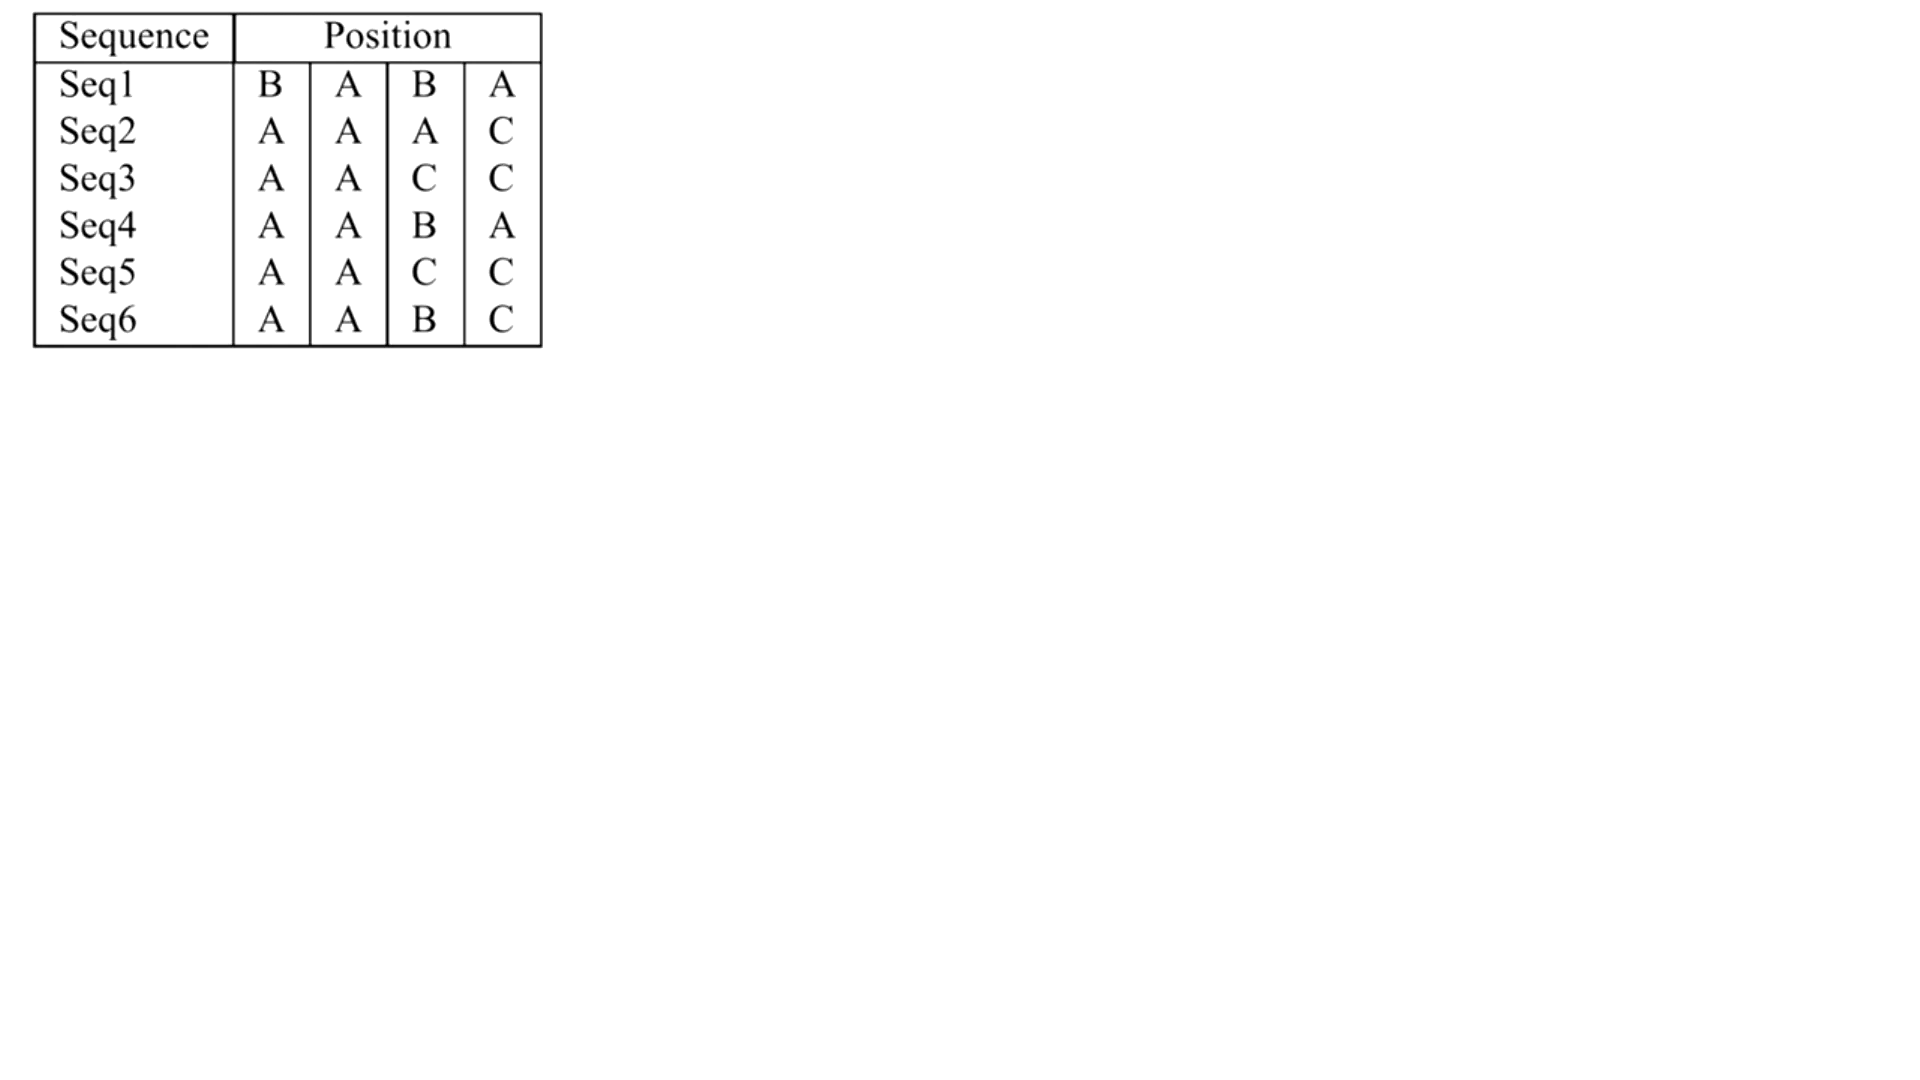 Sequence Position
Seq1 B A B A
Seq2 A A A C
Seq3 A A C C
Seq4 A A B A
Seq5 A A C C
Seq6 A A B C